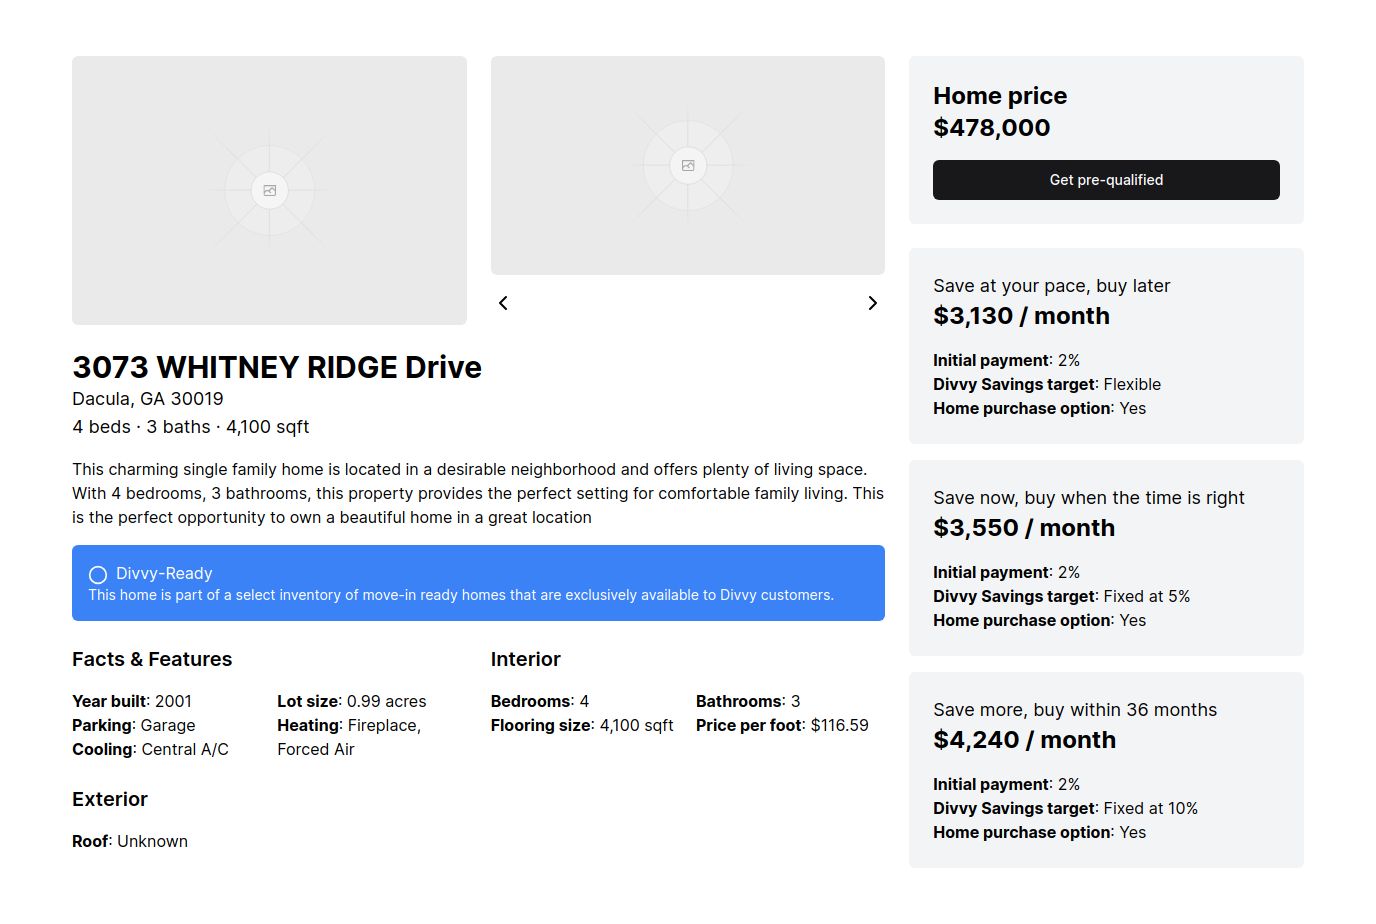 3073 WHITNEY RIDGE Drive
Dacula, GA 30019
4 beds · 3 baths · 4,100 sqft
This charming single family home is located in a desirable neighborhood and offers plenty of living space.
With 4 bedrooms, 3 bathrooms, this property provides the perfect setting for comfortable family living. This
is the perfect opportunity to own a beautiful home in a great location
Divvy-Ready
This home is part of a select inventory of move-in ready homes that are exclusively available to Divvy customers.
Facts & Features
Year built: 2001
Parking: Garage
Cooling: Central A/C
Lot size: 0.99 acres
Heating: Fireplace,
Forced Air
Interior
Bedrooms: 4
Flooring size: 4,100 sqft
Bathrooms: 3
Price per foot: $116.59
Exterior
Roof: Unknown
Home price
$478,000
Get pre-qualified
Save at your pace, buy later
$3,130 / month
Initial payment: 2%
Divvy Savings target: Flexible
Home purchase option: Yes
Save now, buy when the time is right
$3,550 / month
Initial payment: 2%
Divvy Savings target: Fixed at 5%
Home purchase option: Yes
Save more, buy within 36 months
$4,240 / month
Initial payment: 2%
Divvy Savings target: Fixed at 10%
Home purchase option: Yes